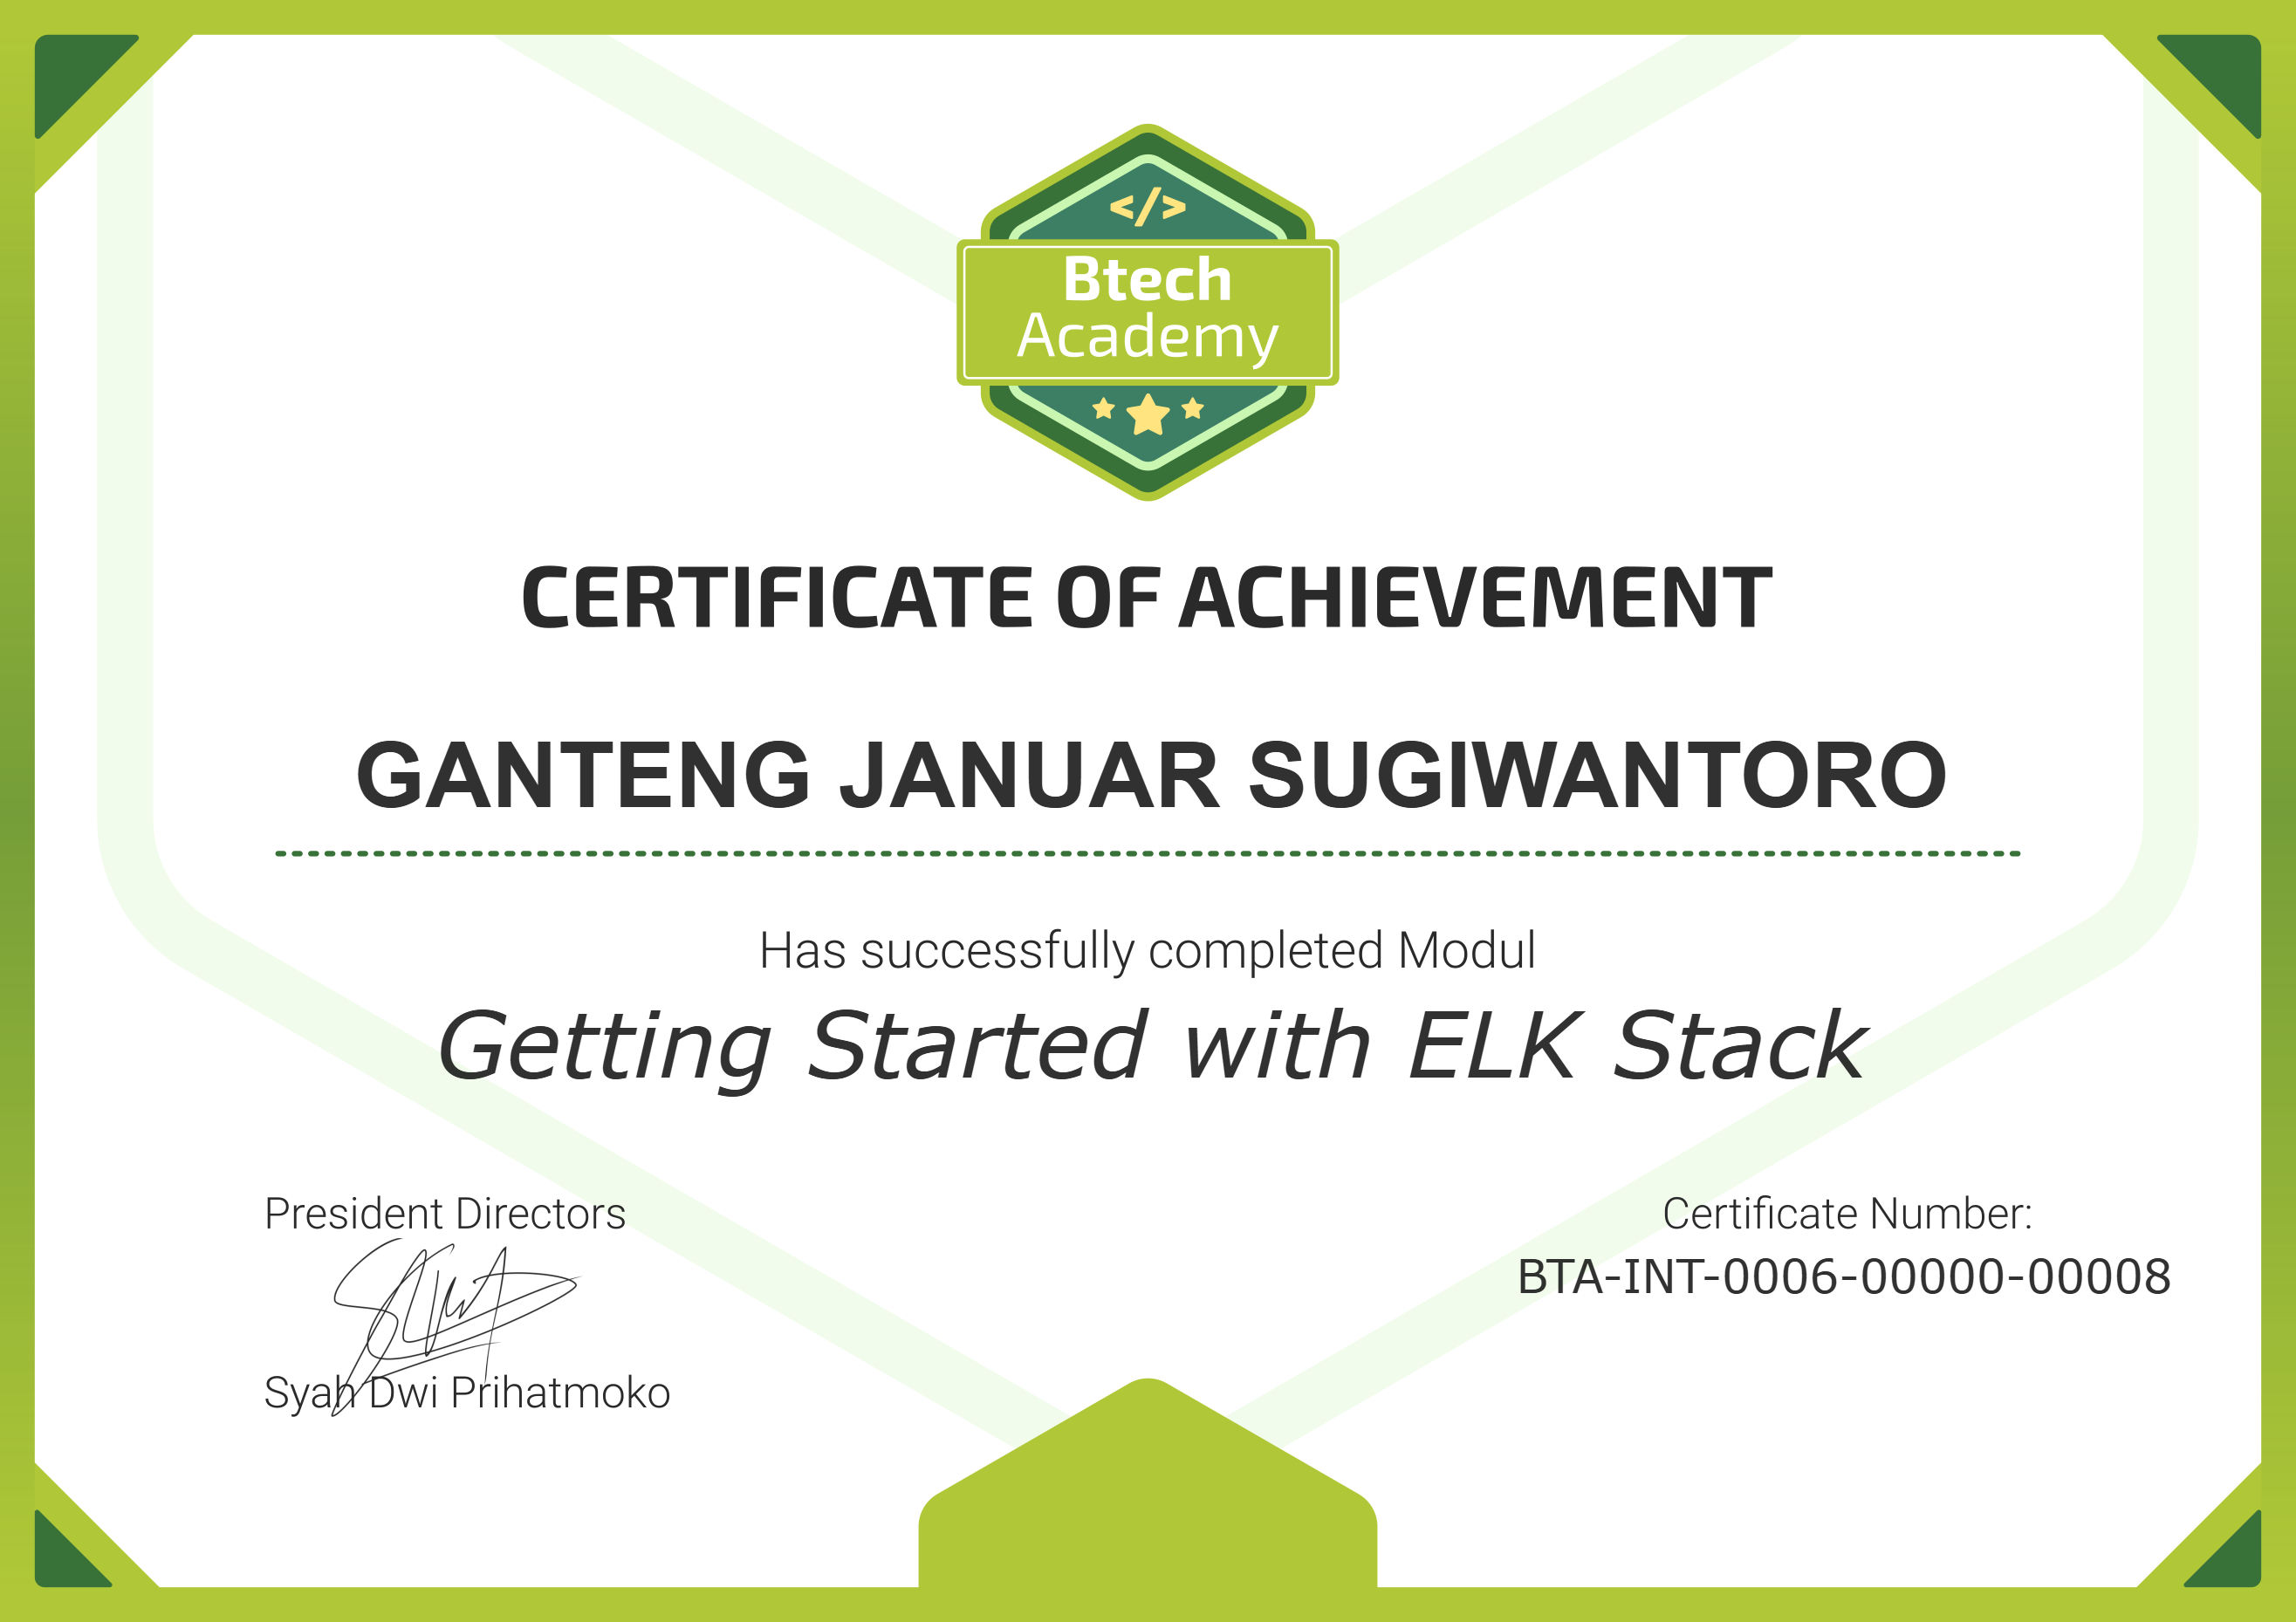 </>
Btech
Academy
CERTIFICATE OF ACHIEVEMENT
GANTENG JANUAR SUGIWANTORO
Has successfully completed Modul
Getting Started with ELK Stack
President Directors
Syah Dwi Prihatmoko
Certificate Number:
BTA-INT-0006-00000-00008